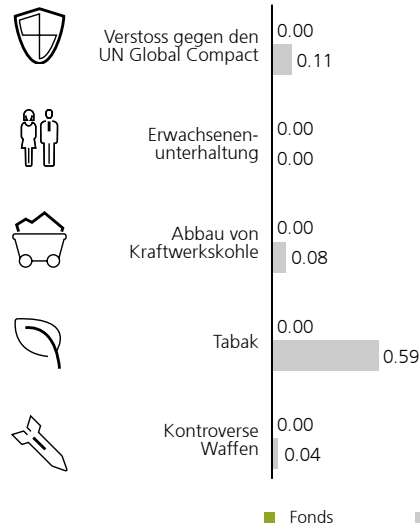 Verstoss gegen den
UN Global Compact
0.00
0.11
Erwachsenen-
unterhaltung
0.00
0.00
Abbau von
Kraftwerkskohle
0.00
0.08
Tabak
0.00
0.59
Kontroverse
Waffen
0.00
0.04
Fonds